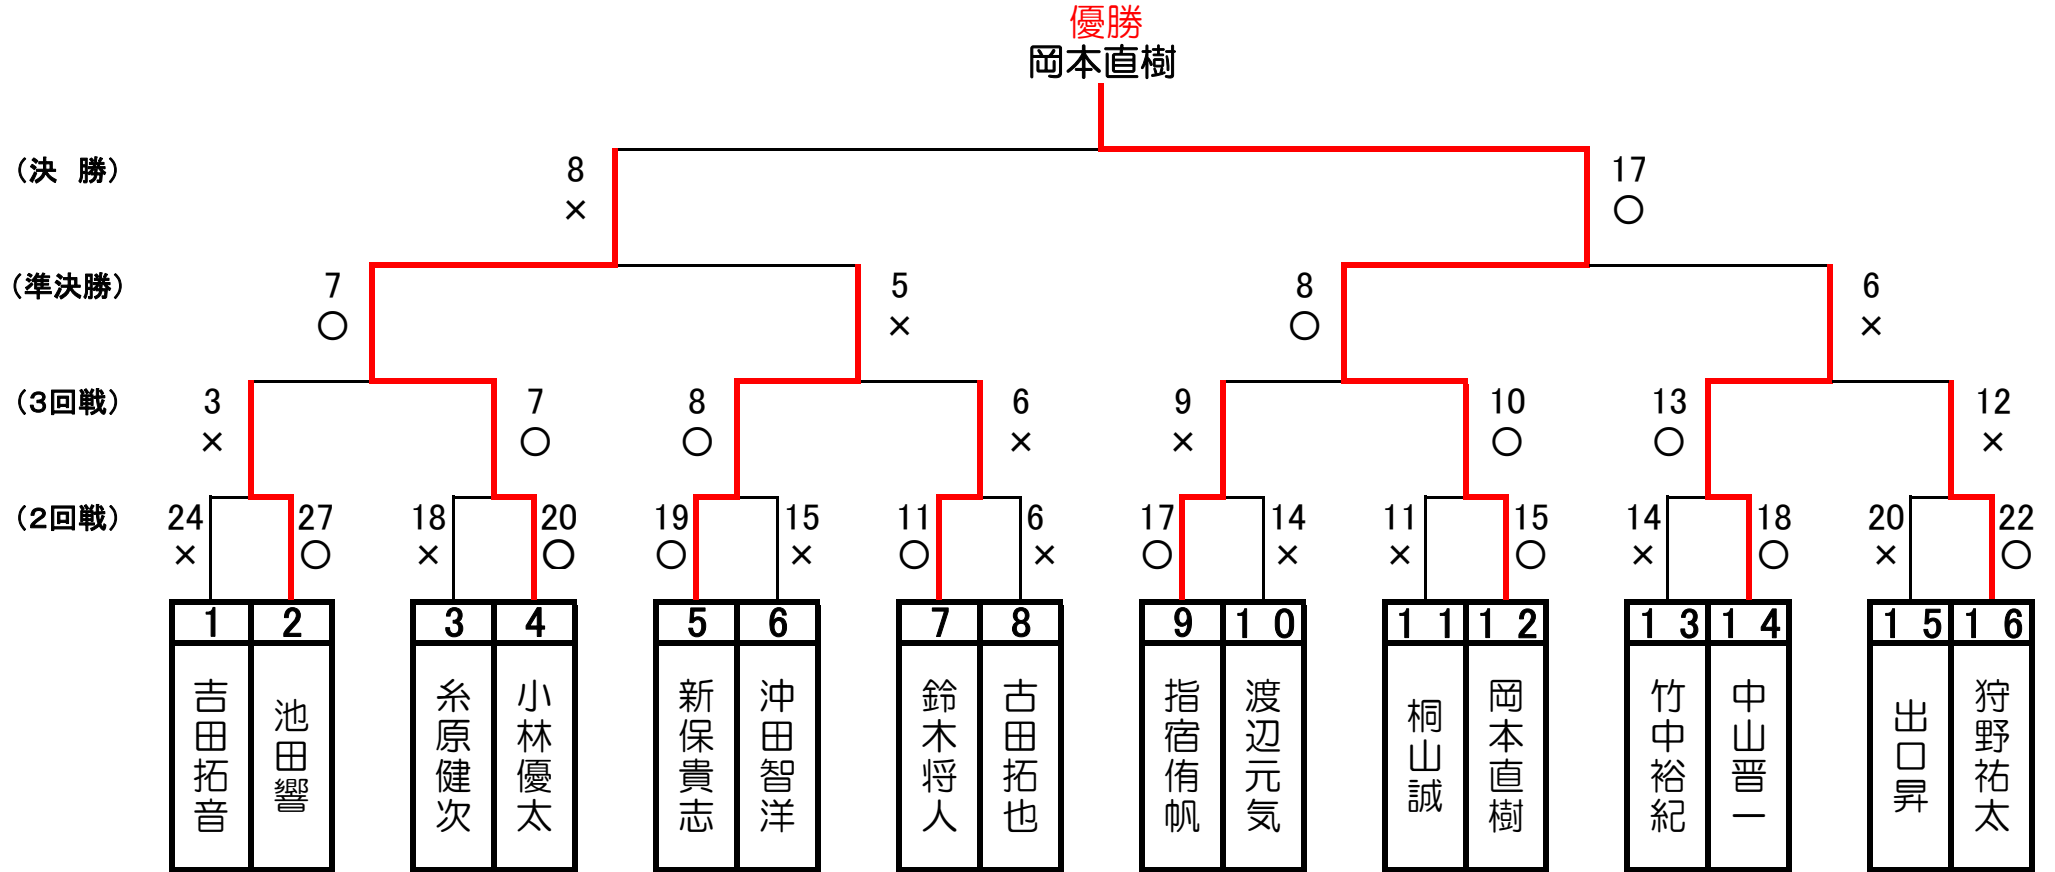 優勝
岡本直樹
（決　勝）
8 17
× ○
（準決勝）
7 5 8 6
○ × ○ ×
（3回戦）
3 7 8 6 9 10 13 12
× ○ ○ × × ○ ○ ×
（2回戦）
24 27 18 20 19 15 11 6 17 14 11 15 14 18 20 22
× ○ × ○ ○ × ○ × ○ × × ○ × ○ × ○
1 2 3 4 5 6 7 8 9 10 11 12 13 14 15 16
吉田拓音
池田響
糸原健次
小林優太
新保貴志
沖田智洋
鈴木将人
古田拓也
指宿侑帆
渡辺元気
桐山誠
岡本直樹
竹中裕紀
中山晋一
出口昇
狩野祐太